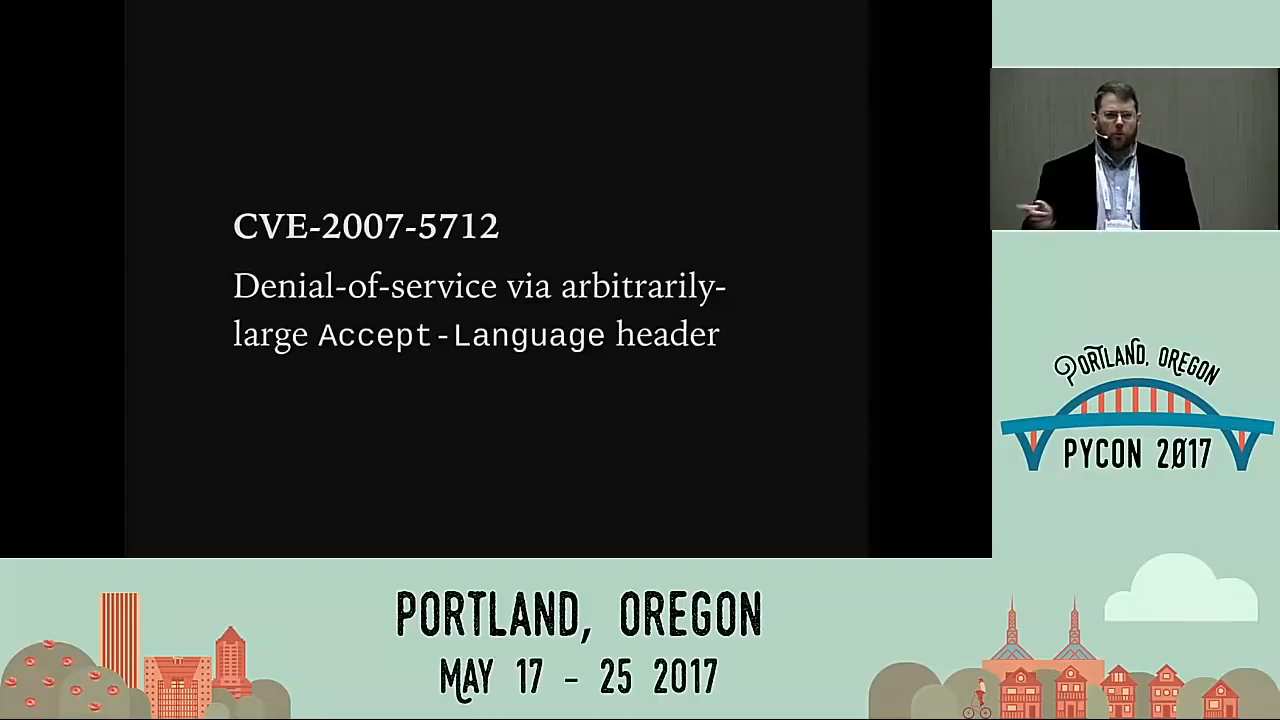 CVE-2007-5712
Denial-of-service via arbitrarily-
large Accept-Language header
PORTLAND, OREGON
PYCON 2017
PORTLAND, OREGON
MAY 17 - 25 2017